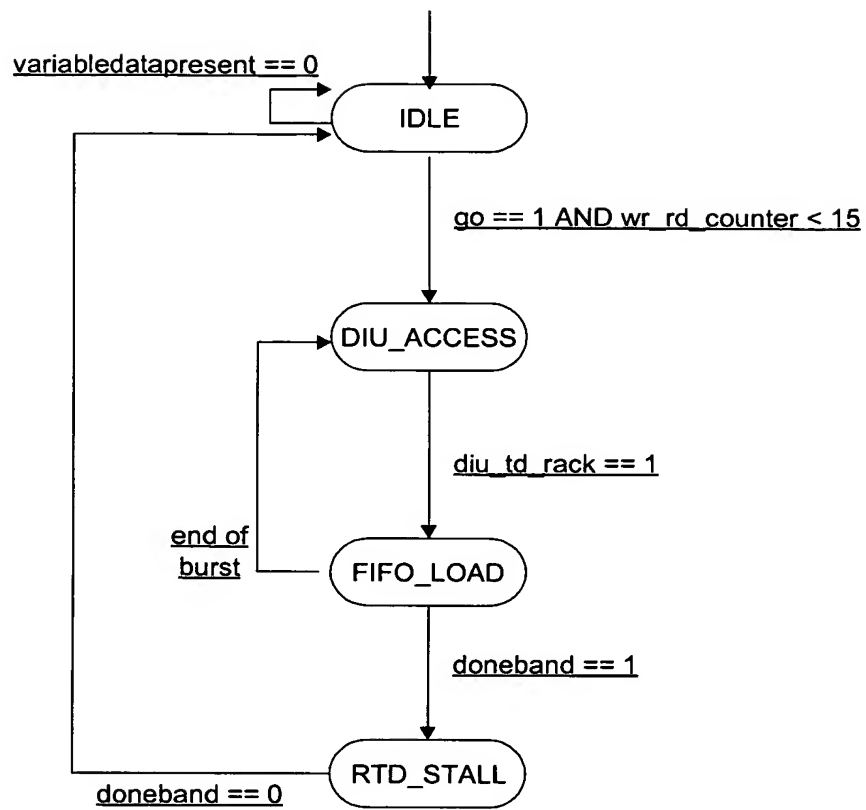 variabledatapresent == 0
IDLE
go == 1 AND wr_rd_counter < 15
DIU_ACCESS
diu_td_rack == 1
end of
burst
FIFO_LOAD
doneband == 1
RTD_STALL
doneband == 0